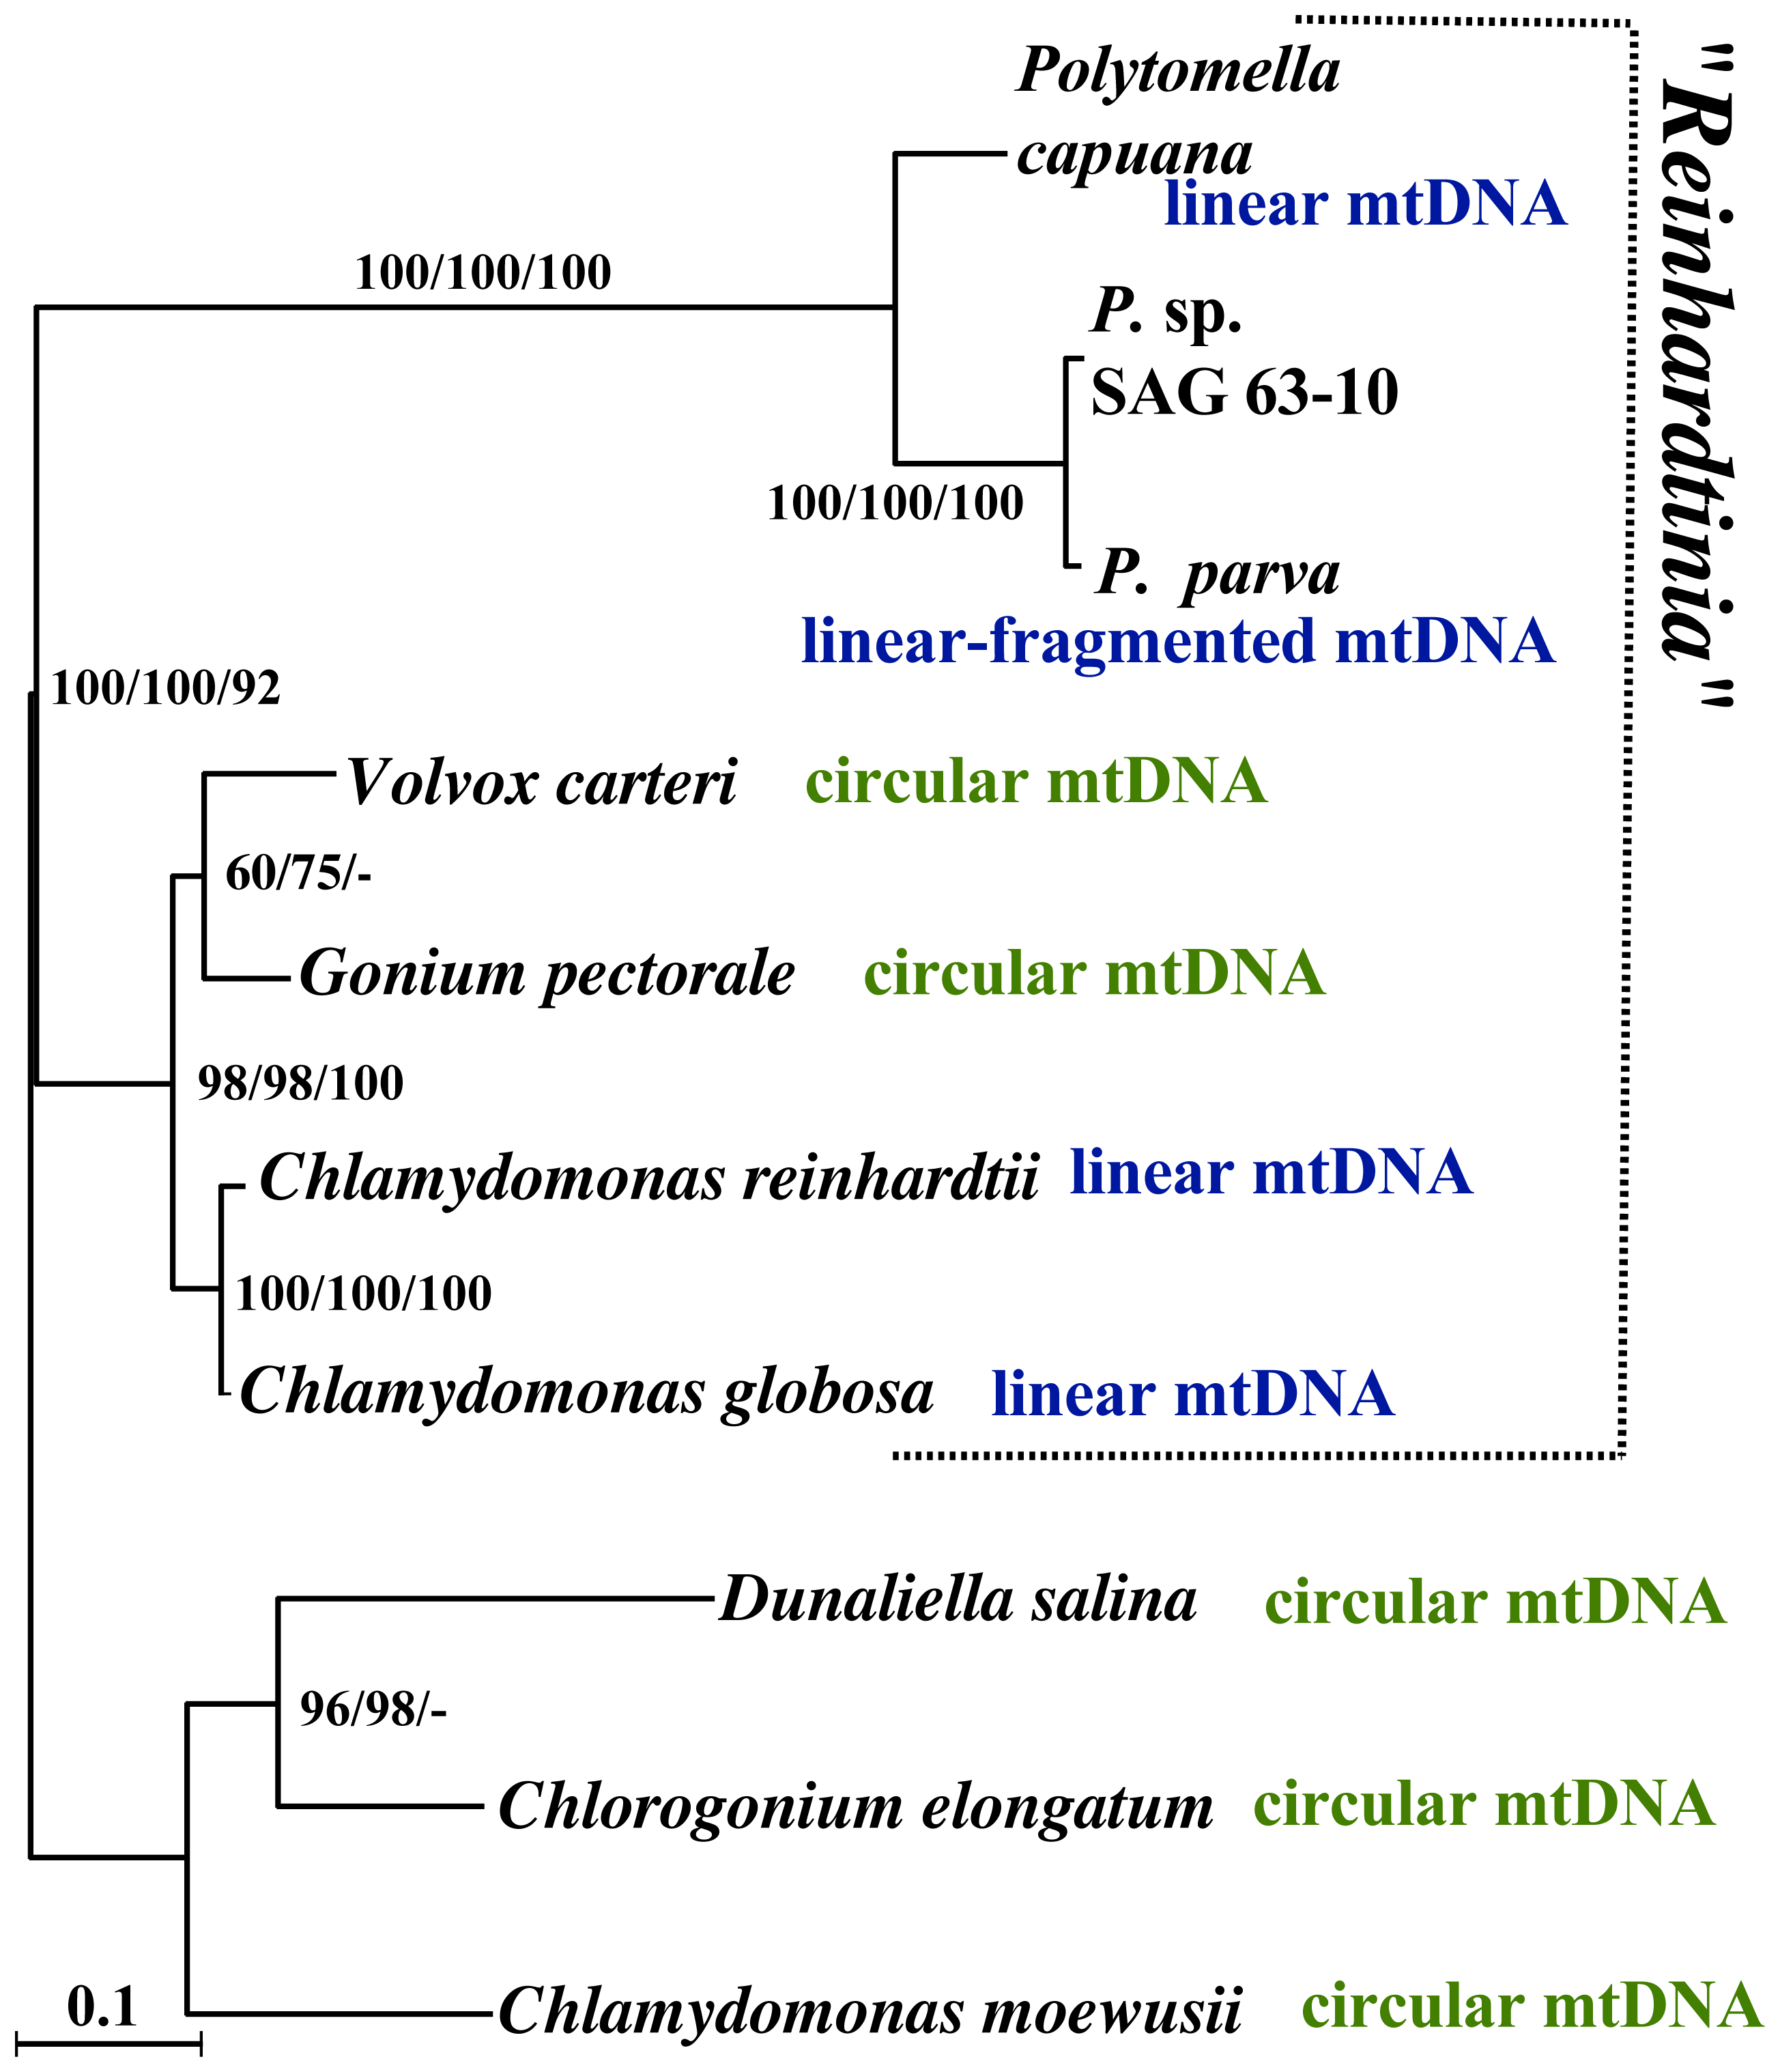 Polytomella
capuana
linear mtDNA
"Reinhardtinia"
100/100/100
P. sp.
SAG 63-10
100/100/100
P. parva
linear-fragmented mtDNA
100/100/92
Volvox carteri circular mtDNA
60/75/-
Gonium pectorale circular mtDNA
98/98/100
Chlamydomonas reinhardtii linear mtDNA
100/100/100
Chlamydomonas globosa linear mtDNA
Dunaliella salina circular mtDNA
96/98/-
Chlorogonium elongatum circular mtDNA
0.1
Chlamydomonas moewusii circular mtDNA